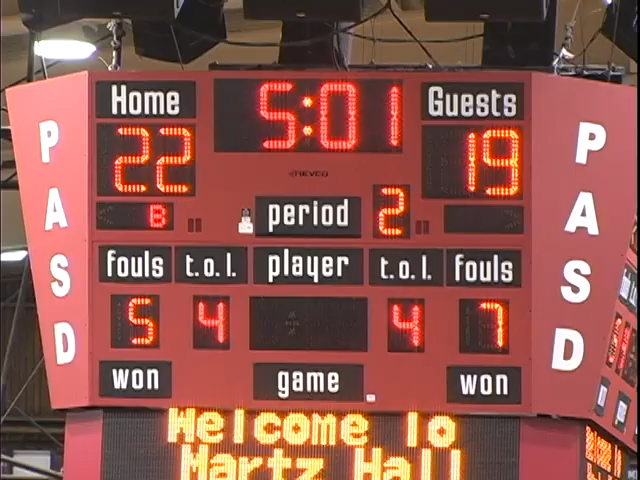 Home 5:01 Guests
22 19
B period 2
fouls t.o.l. player t.o.l. fouls
5 4 4 7
won game won
PASD PASD
Welcome To
Martz Hall